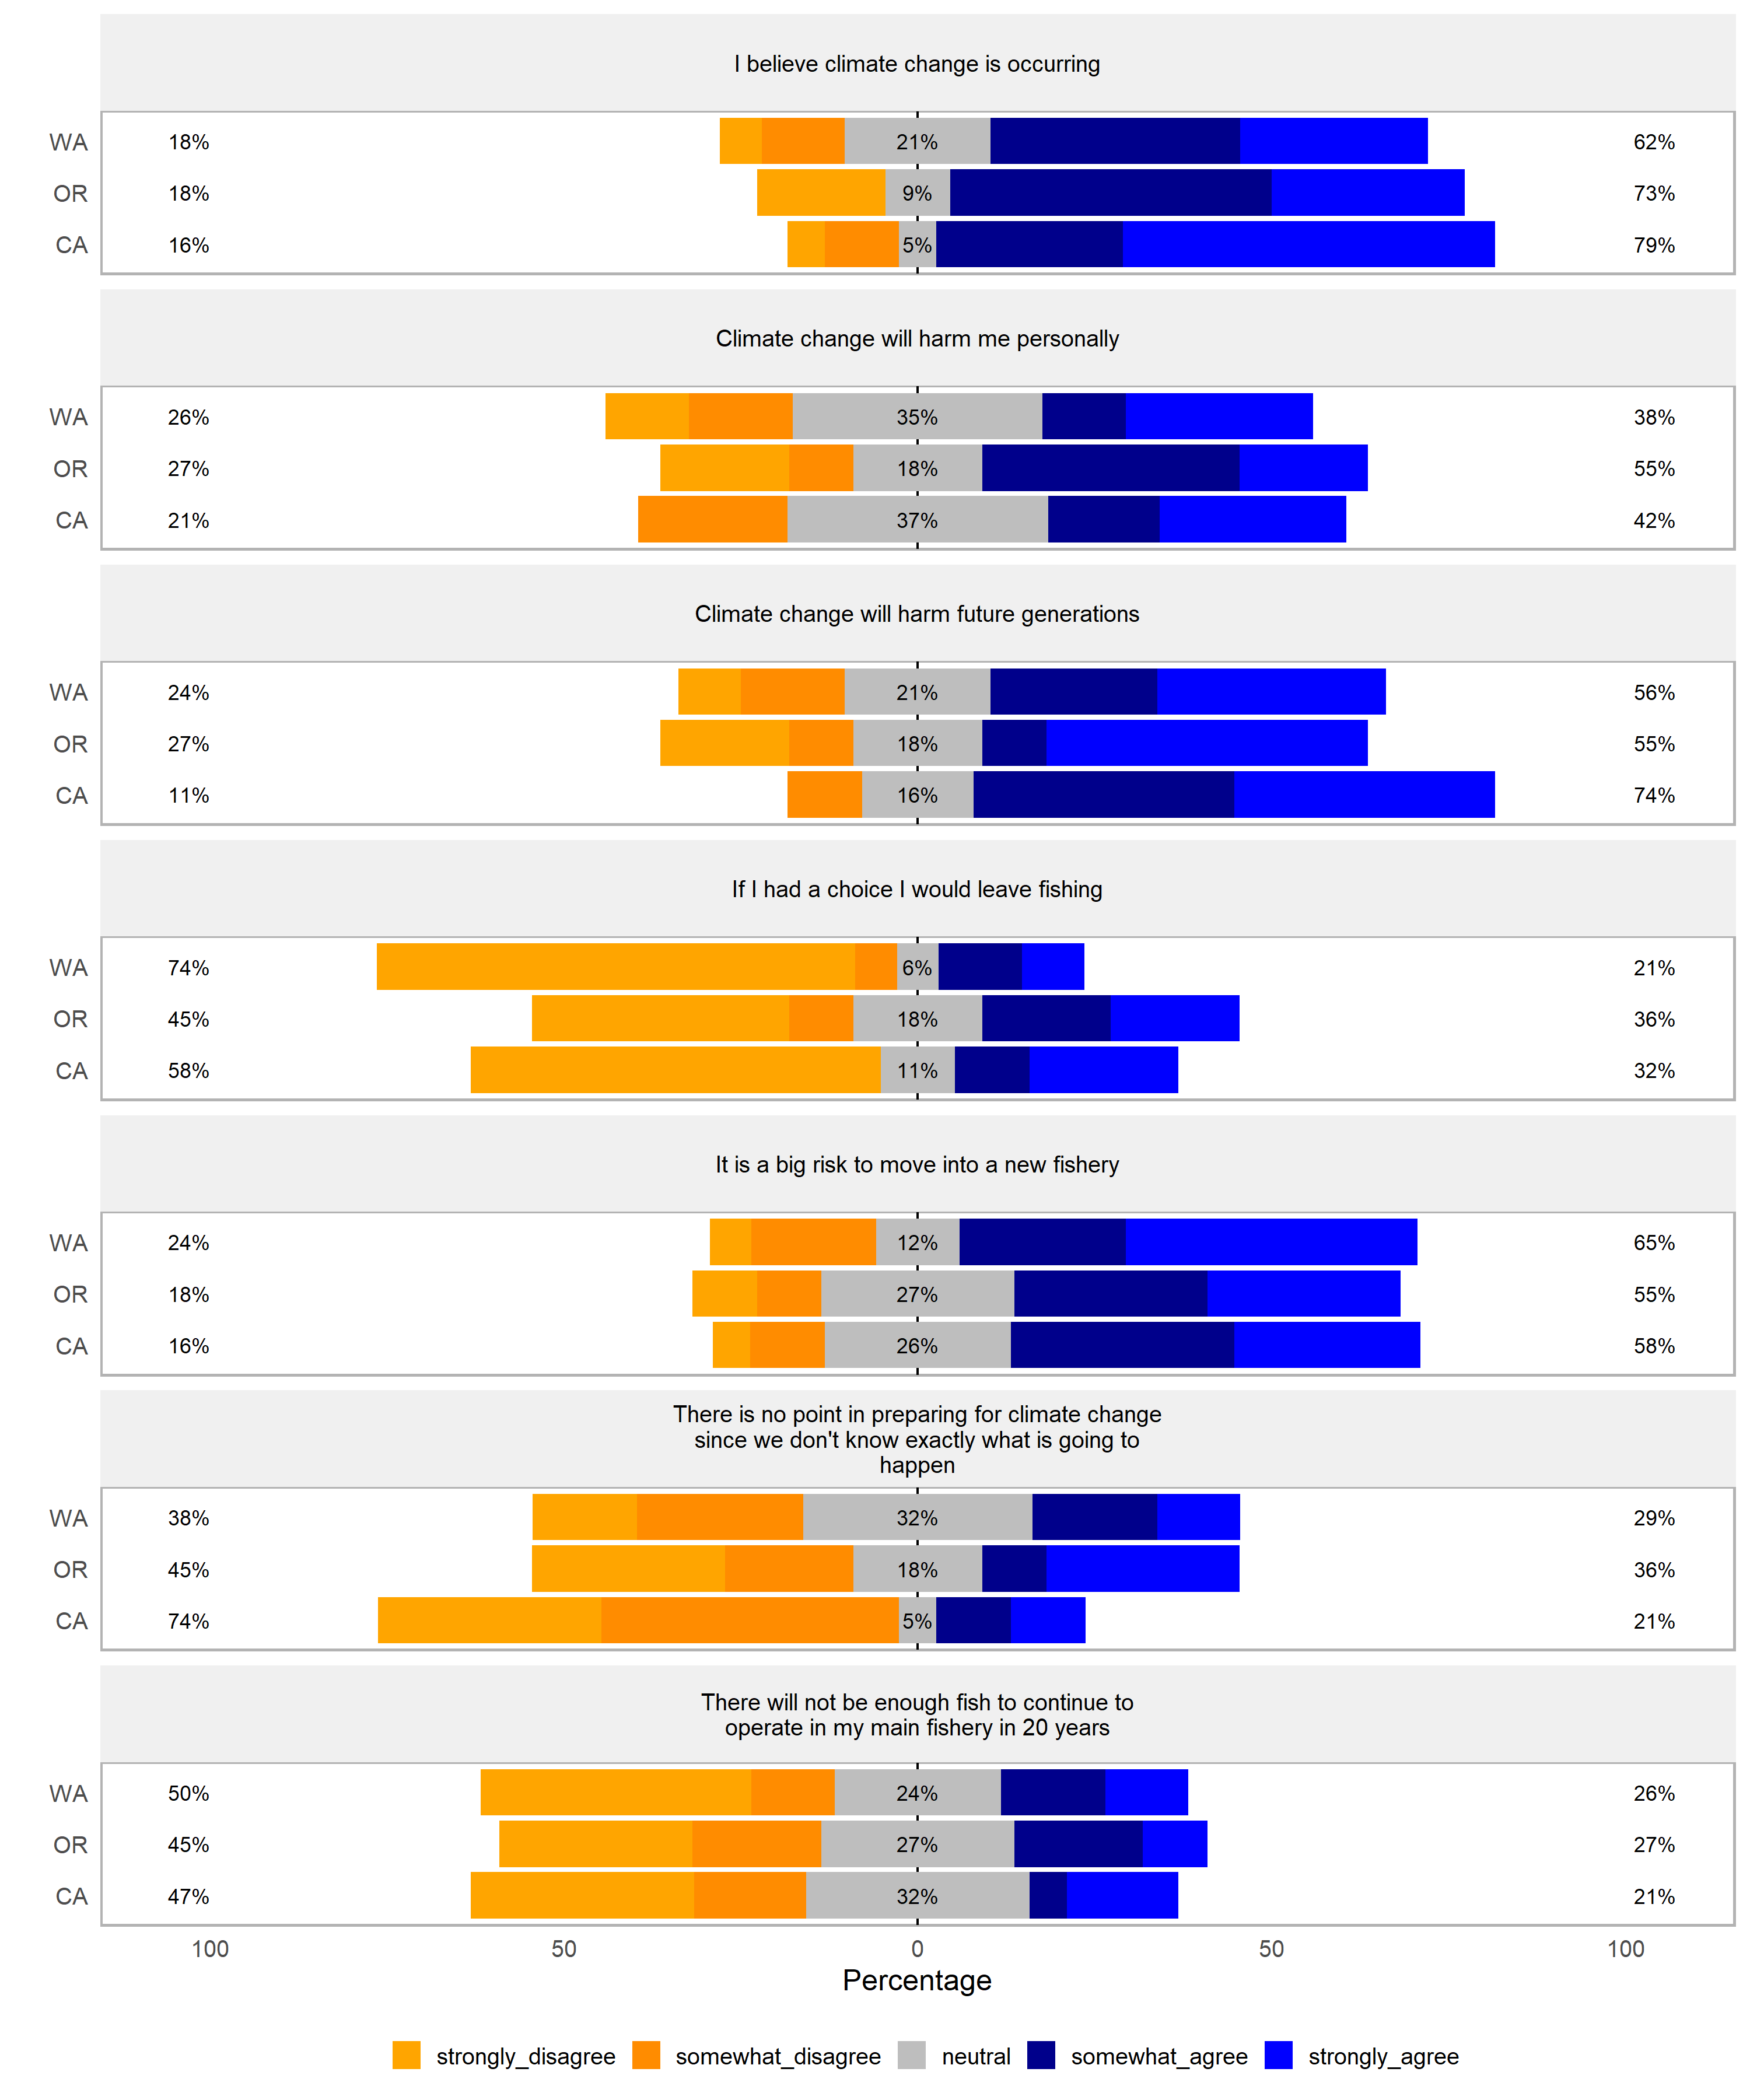 I believe climate change is occurring
WA 18% 21% 62%
OR 18% 9% 73%
CA 16% 5% 79%
Climate change will harm me personally
WA 26% 35% 38%
OR 27% 18% 55%
CA 21% 37% 42%
Climate change will harm future generations
WA 24% 21% 56%
OR 27% 18% 55%
CA 11% 16% 74%
If I had a choice I would leave fishing
WA 74% 6% 21%
OR 45% 18% 36%
CA 58% 11% 32%
It is a big risk to move into a new fishery
WA 24% 12% 65%
OR 18% 27% 55%
CA 16% 26% 58%
There is no point in preparing for climate change
since we don't know exactly what is going to
happen
WA 38% 32% 29%
OR 45% 18% 36%
CA 74% 5% 21%
There will not be enough fish to continue to
operate in my main fishery in 20 years
WA 50% 24% 26%
OR 45% 27% 27%
CA 47% 32% 21%
100 50 0 50 100
Percentage
strongly_disagree somewhat_disagree neutral somewhat_agree strongly_agree